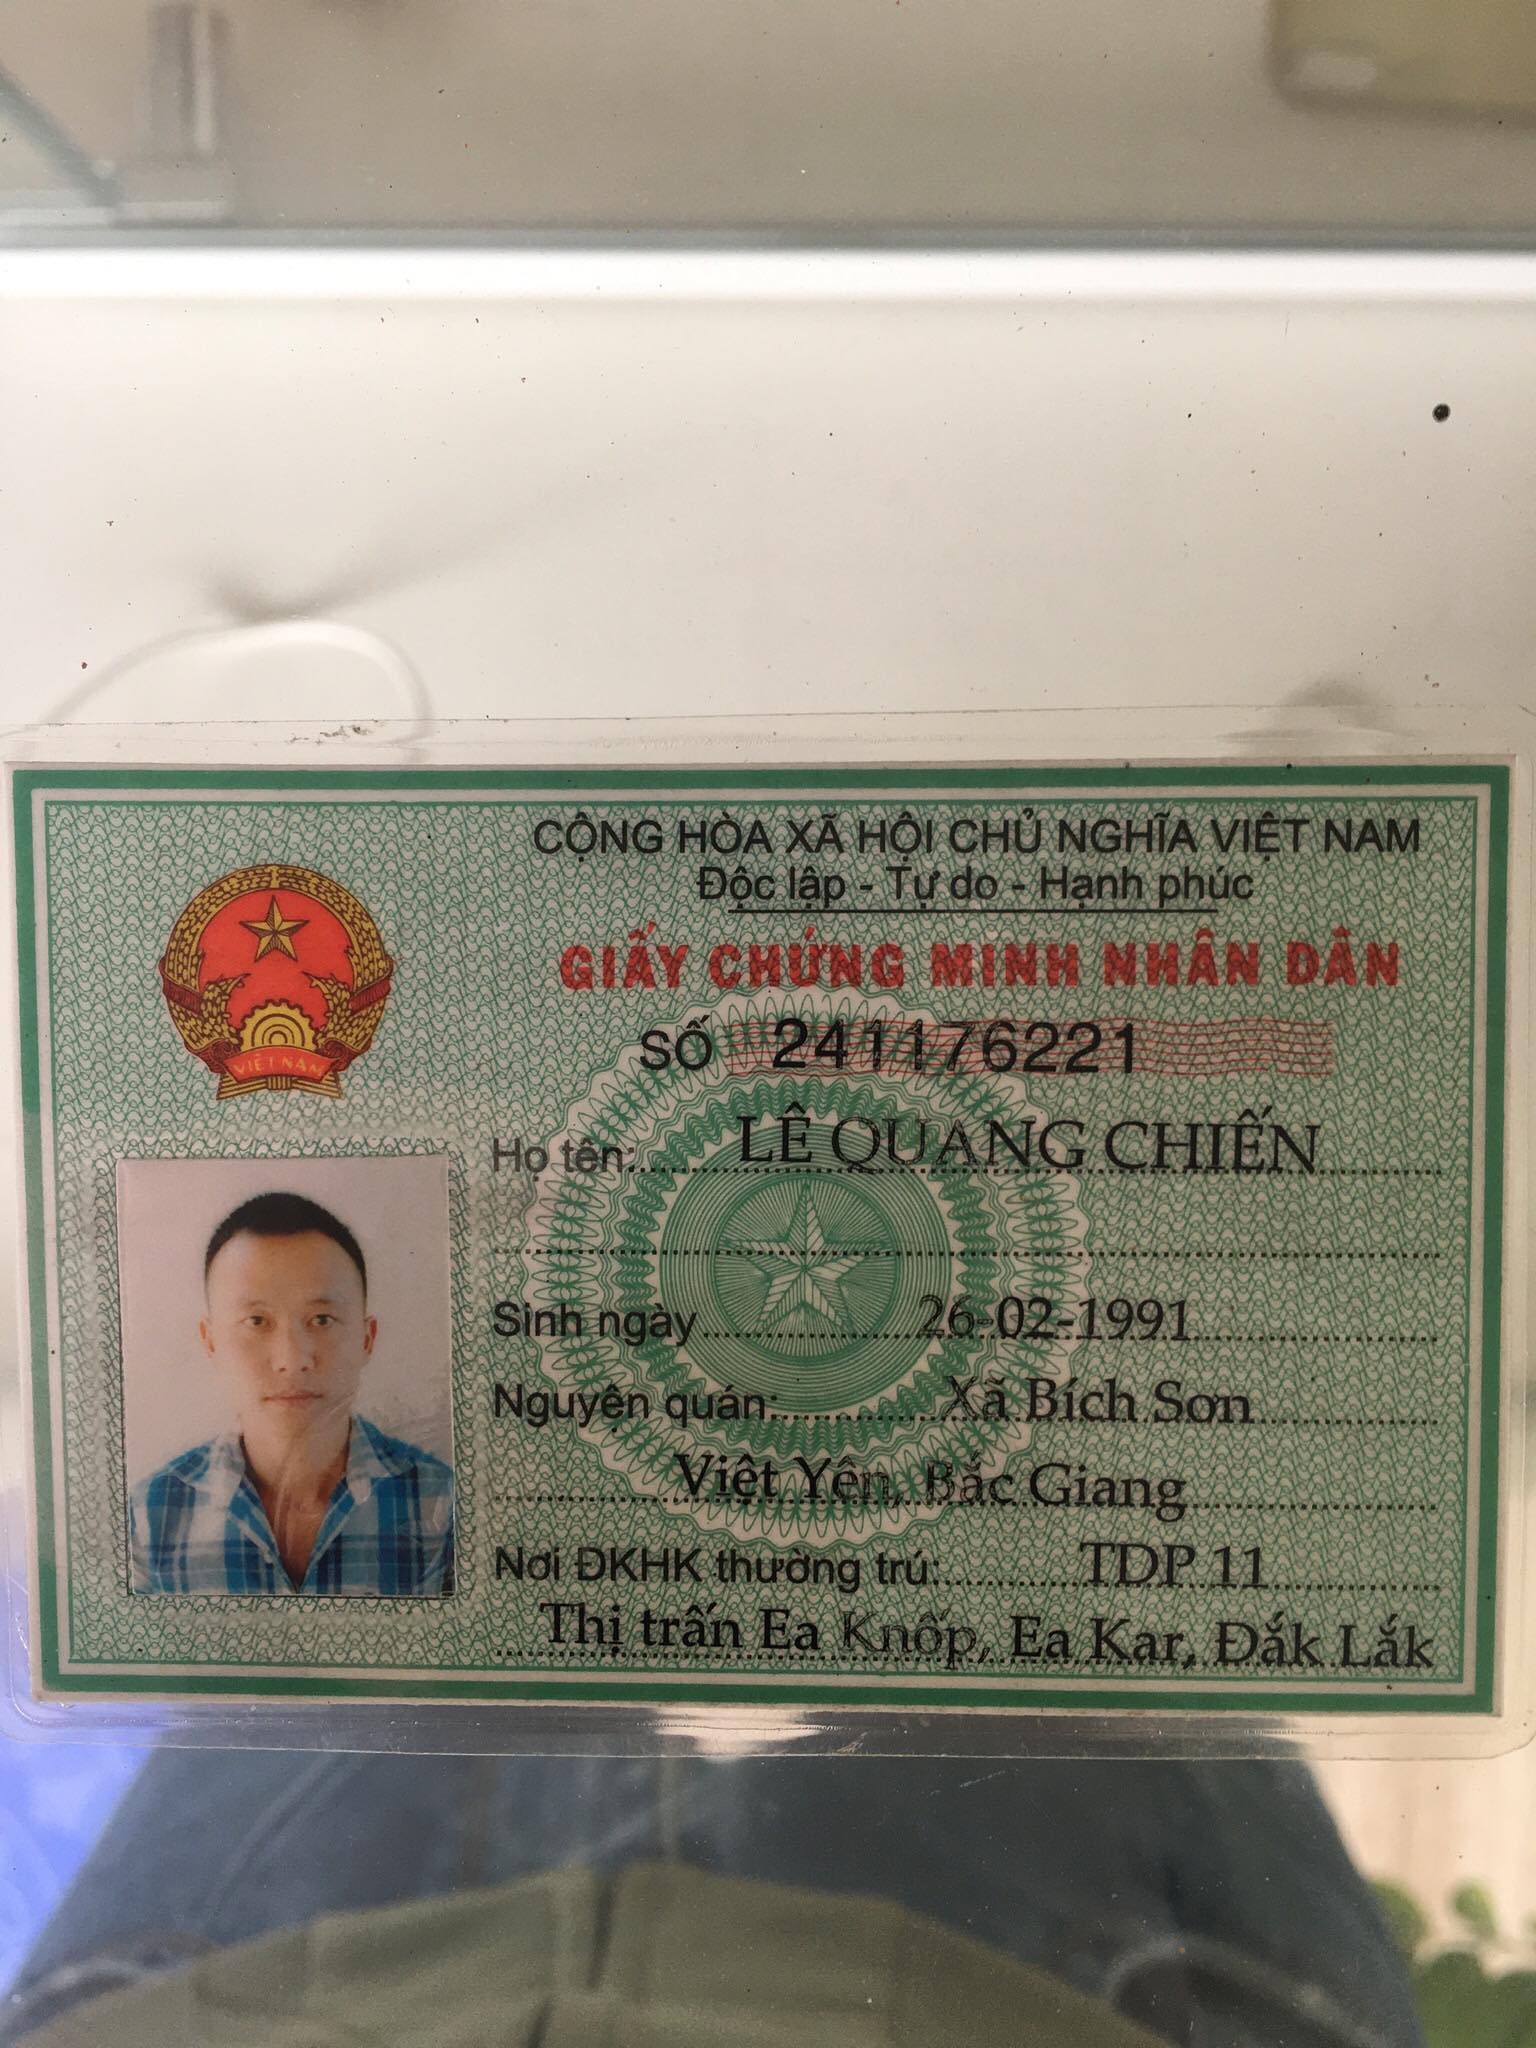 CỘNG HÒA XÃ HỘI CHỦ NGHĨA VIỆT NAM
Độc lập - Tự do - Hạnh phúc
GIẤY CHỨNG MINH NHÂN DÂN
SỐ 241176221
VIỆT NAM
Họ tên: LÊ QUANG CHIẾN
Sinh ngày 26-02-1991
Nguyên quán: Xã Bích Sơn
Việt Yên, Bắc Giang
Nơi ĐKHK thường trú: TDP 11
Thị trấn Ea Knốp, Ea Kar, Đắk Lắk